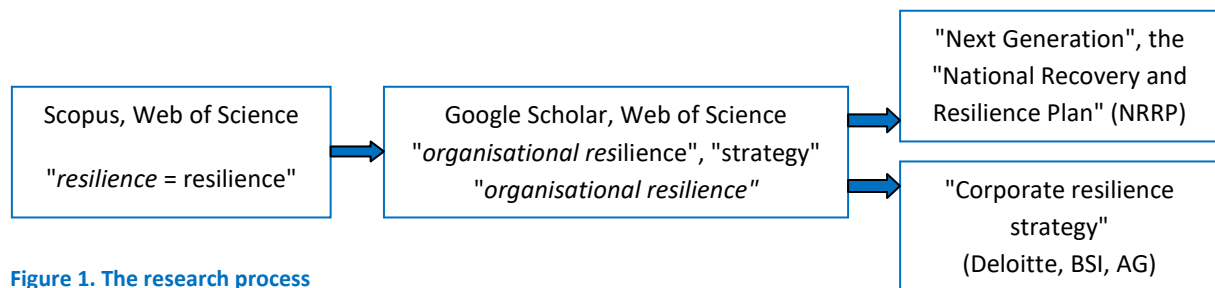 Scopus, Web of Science
"resilience = resilience"
Google Scholar, Web of Science
"organisational resilience", "strategy"
"organisational resilience"
"Next Generation", the
"National Recovery and
Resilience Plan" (NRRP)
"Corporate resilience
strategy"
(Deloitte, BSI, AG)
Figure 1. The research process